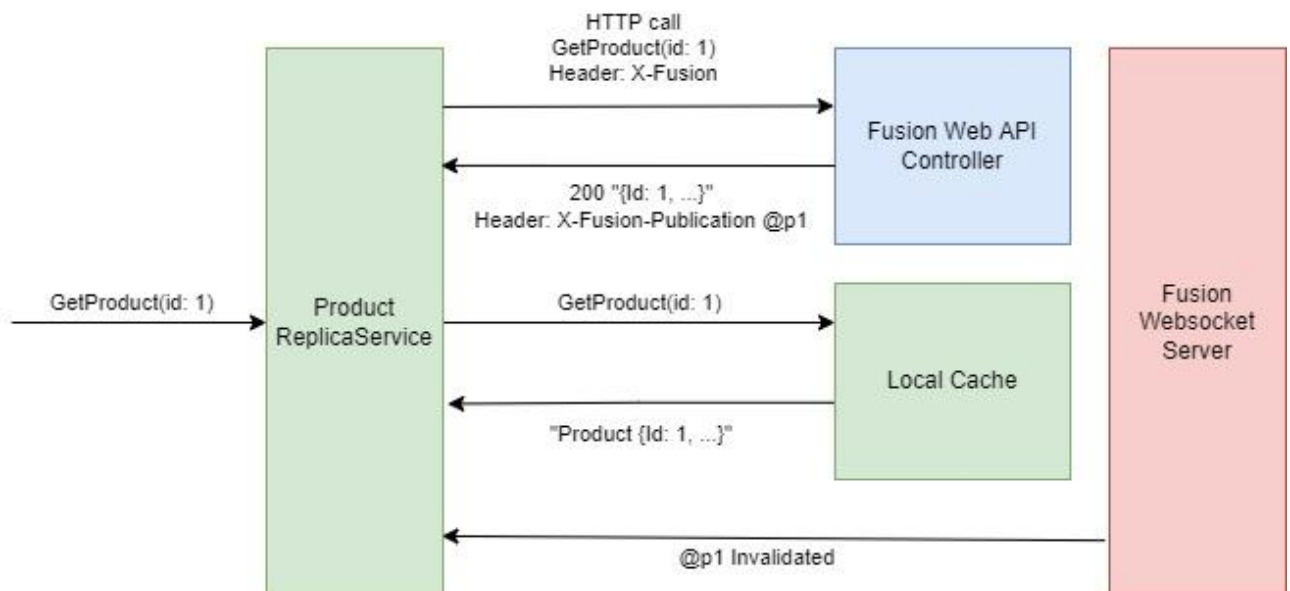 HTTP call
GetProduct(id: 1)
Header: X-Fusion
Fusion Web API
Controller
200 "{Id: 1, ...}"
Header: X-Fusion-Publication @p1
GetProduct(id: 1)
Product
ReplicaService
GetProduct(id: 1)
Fusion
Websocket
Server
Local Cache
"Product {Id: 1, ...}"
@p1 Invalidated